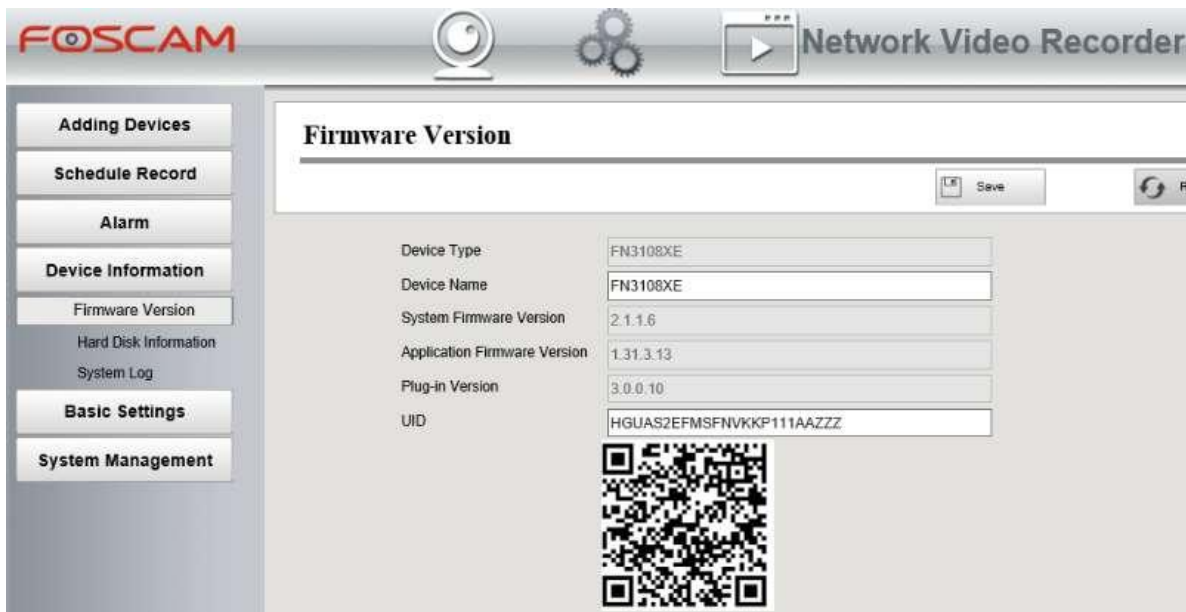 FOSCAM
Network Video Recorder
Adding Devices
Schedule Record
Alarm
Device Information
Firmware Version
Hard Disk Information
System Log
Basic Settings
System Management
Firmware Version
Save
Device Type FN3108XE
Device Name FN3108XE
System Firmware Version 2.1.1.6
Application Firmware Version 1.31.3.13
Plug-in Version 3.0.0.10
UID HGUAS2EFMSFNVKKP111AAZZZ